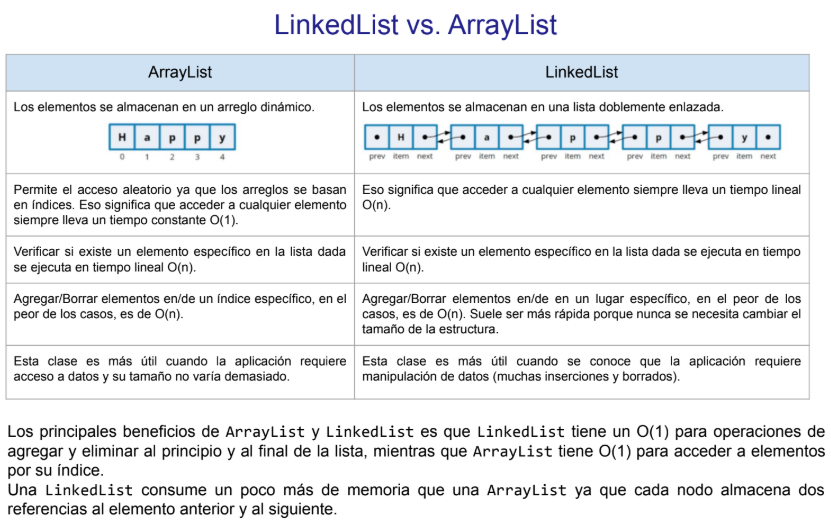 LinkedList vs. ArrayList
ArrayList
LinkedList
Los elementos se almacenan en un arreglo dinámico.
H a p p y
0 1 2 3 4
Los elementos se almacenan en una lista doblemente enlazada.
H a p p y
prev item next prev item next prev item next prev item next prev item next
Permite el acceso aleatorio ya que los arreglos se basan
en índices. Eso significa que acceder a cualquier elemento
siempre lleva un tiempo constante O(1).
Eso significa que acceder a cualquier elemento siempre lleva un tiempo lineal
O(n).
Verificar si existe un elemento específico en la lista dada
se ejecuta en tiempo lineal O(n).
Verificar si existe un elemento específico en la lista dada se ejecuta en tiempo
lineal O(n).
Agregar/Borrar elementos en/de un índice específico, en el
peor de los casos, es de O(n).
Agregar/Borrar elementos en/de en un lugar específico, en el peor de los
casos, es de O(n). Suele ser más rápida porque nunca se necesita cambiar el
tamaño de la estructura.
Esta clase es más útil cuando la aplicación requiere
acceso a datos y su tamaño no varía demasiado.
Esta clase es más útil cuando se conoce que la aplicación requiere
manipulación de datos (muchas inserciones y borrados).
Los principales beneficios de ArrayList y LinkedList es que LinkedList tiene un O(1) para operaciones de
agregar y eliminar al principio y al final de la lista, mientras que ArrayList tiene O(1) para acceder a elementos
por su índice.
Una LinkedList consume un poco más de memoria que una ArrayList ya que cada nodo almacena dos
referencias al elemento anterior y al siguiente.